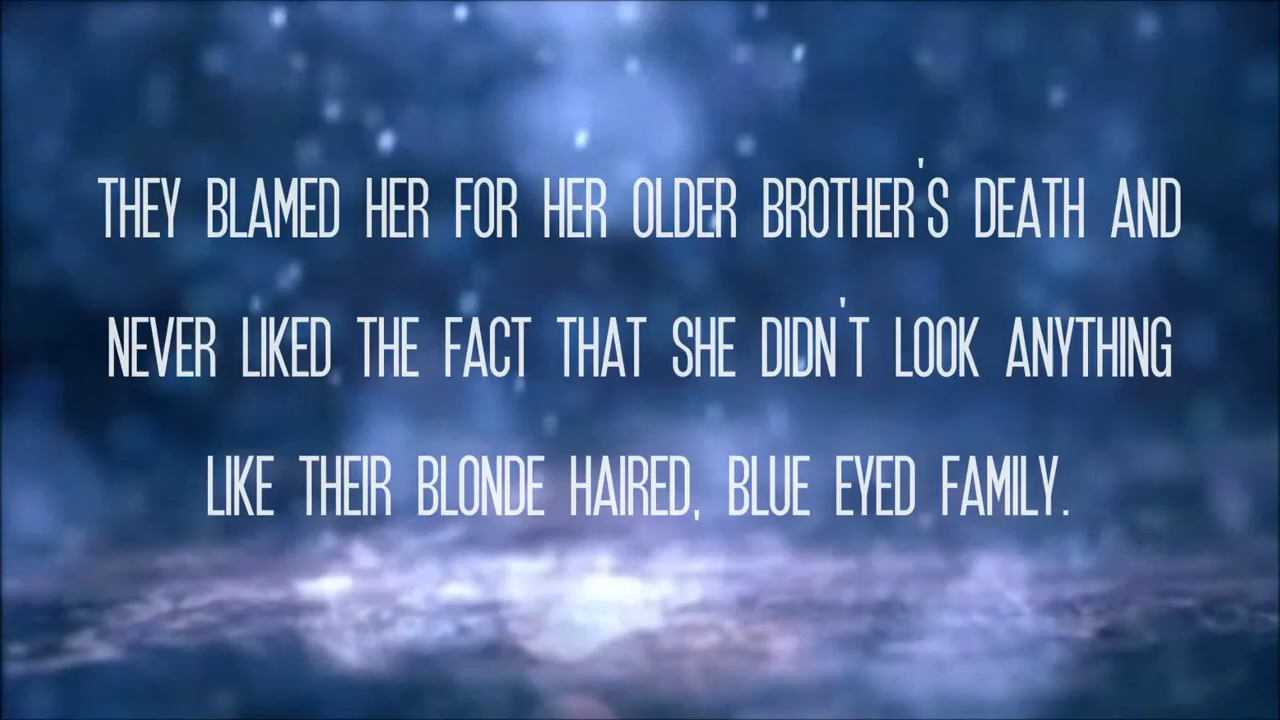 THEY BLAMED HER FOR HER OLDER BROTHER'S DEATH AND
NEVER LIKED THE FACT THAT SHE DIDN'T LOOK ANYTHING
LIKE THEIR BLONDE HAIRED, BLUE EYED FAMILY.